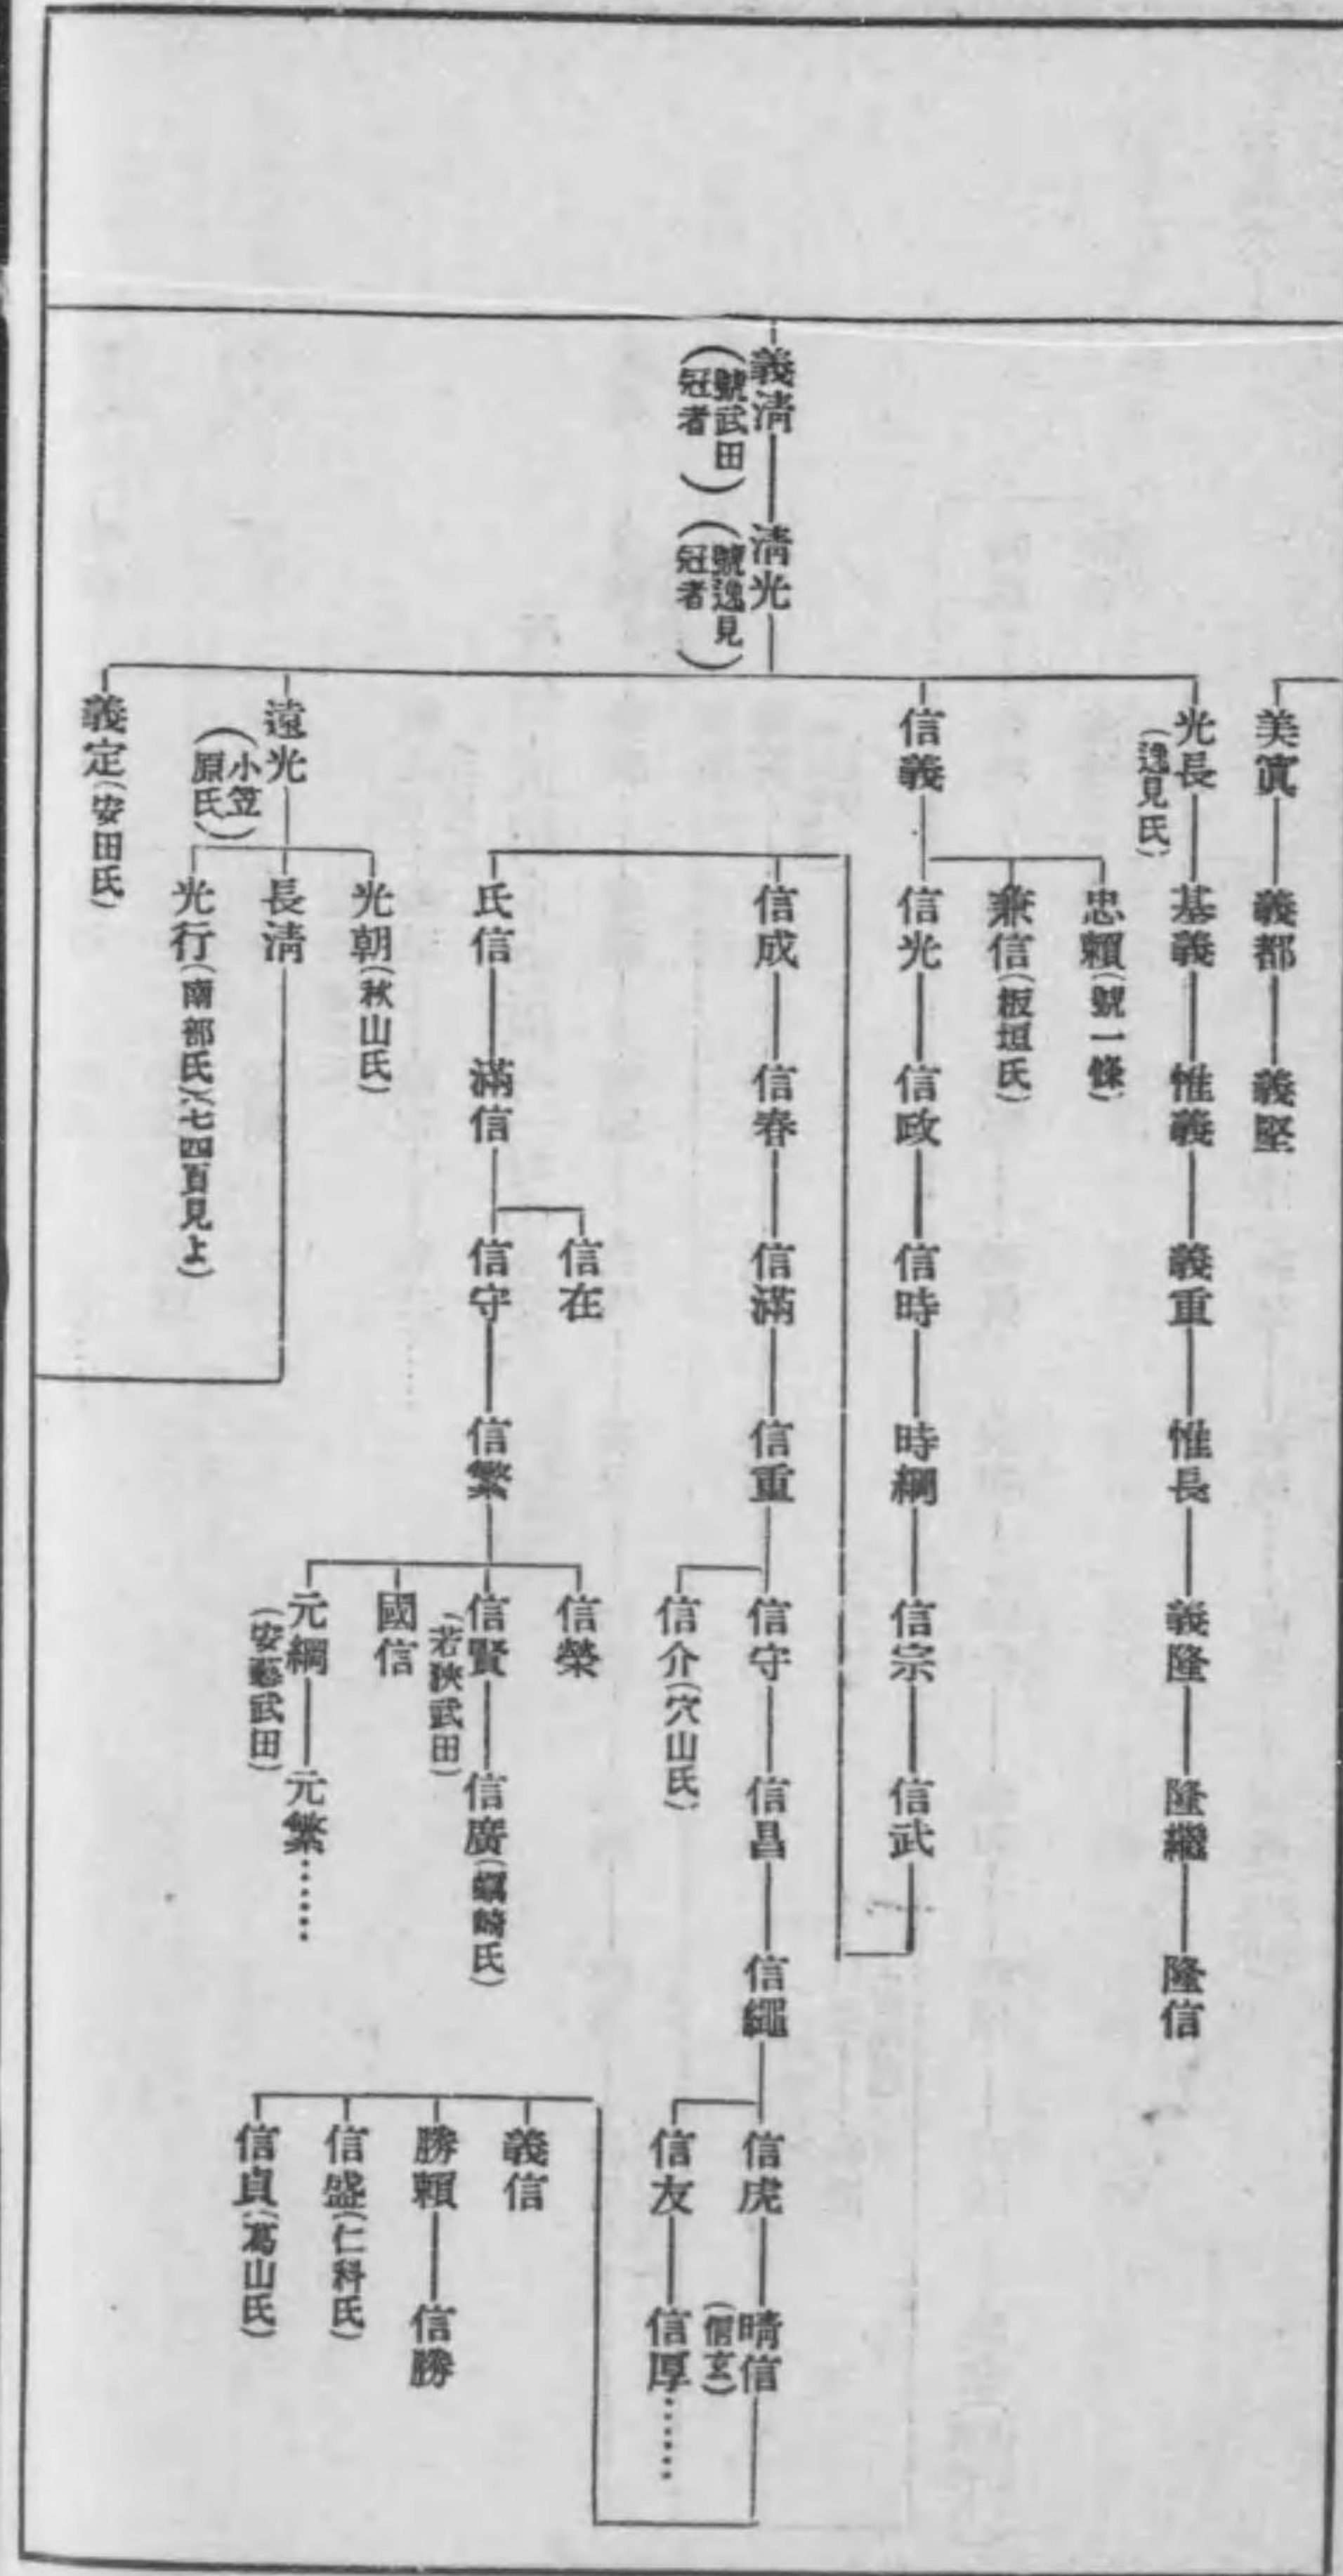 美濱―義都―義堅
光長(逸見氏)―基義―惟義―義重―惟長―義隆―隆繼―隆信
忠賴(號一條)
兼信(板垣氏)
信義―信光―信政―信時―時綱―信宗―信武
義淸(號武田冠者)―淸光(號逸見冠者)
信成―信春―信滿―信重―信守―信昌―信繩―信虎―晴信(信玄)
信介(穴山氏)
信友―信厚……
信在
信榮
義信
氏信―滿信―信守―信繁―信賢(若狹武田)―信廣(蠣崎氏)
勝賴―信勝
國信
信盛(仁科氏)
光朝(秋山氏)
元綱(安藝武田)―元繁……
信貞(葛山氏)
遠光(小笠原氏)―長淸
光行(南部氏)(七四頁見よ)
義定(安田氏)